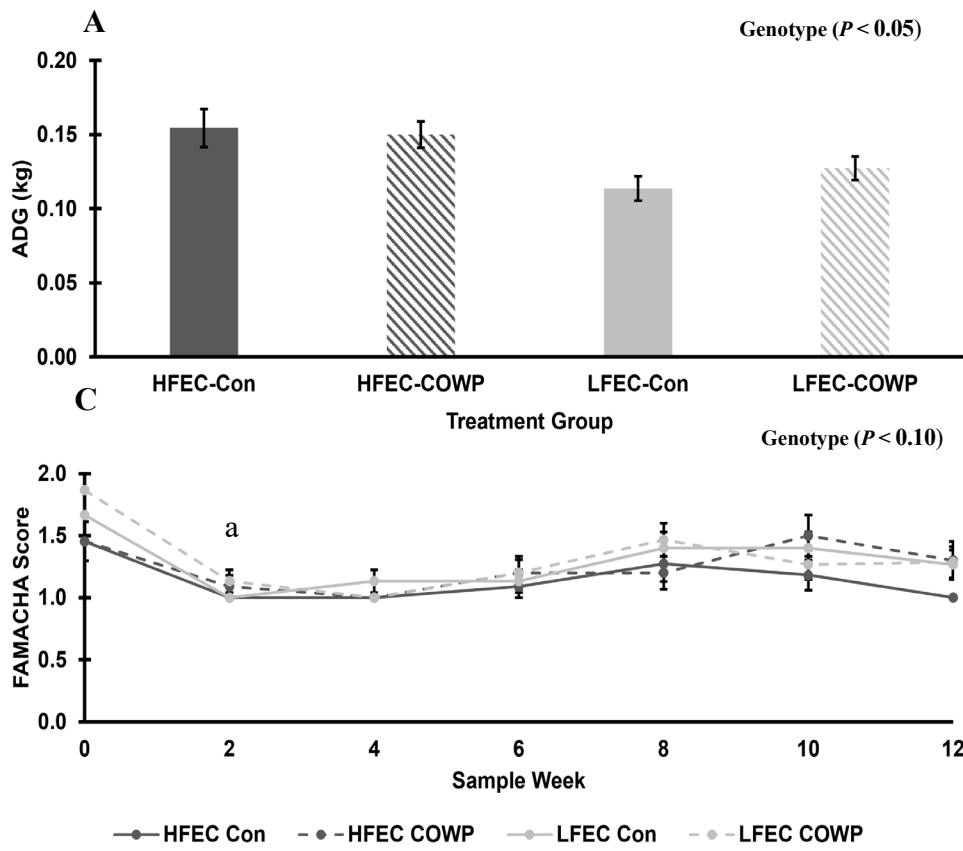 A
Genotype (P < 0.05)
0.20
0.15
0.10
0.05
0.00
ADG (kg)
HFEC-Con HFEC-COWP LFEC-Con LFEC-COWP
Treatment Group
C
Genotype (P < 0.10)
2.0
1.5
1.0
0.5
0.0
FAMACHA Score
a
0 2 4 6 8 10 12
Sample Week
HFEC Con HFEC COWP LFEC Con LFEC COWP